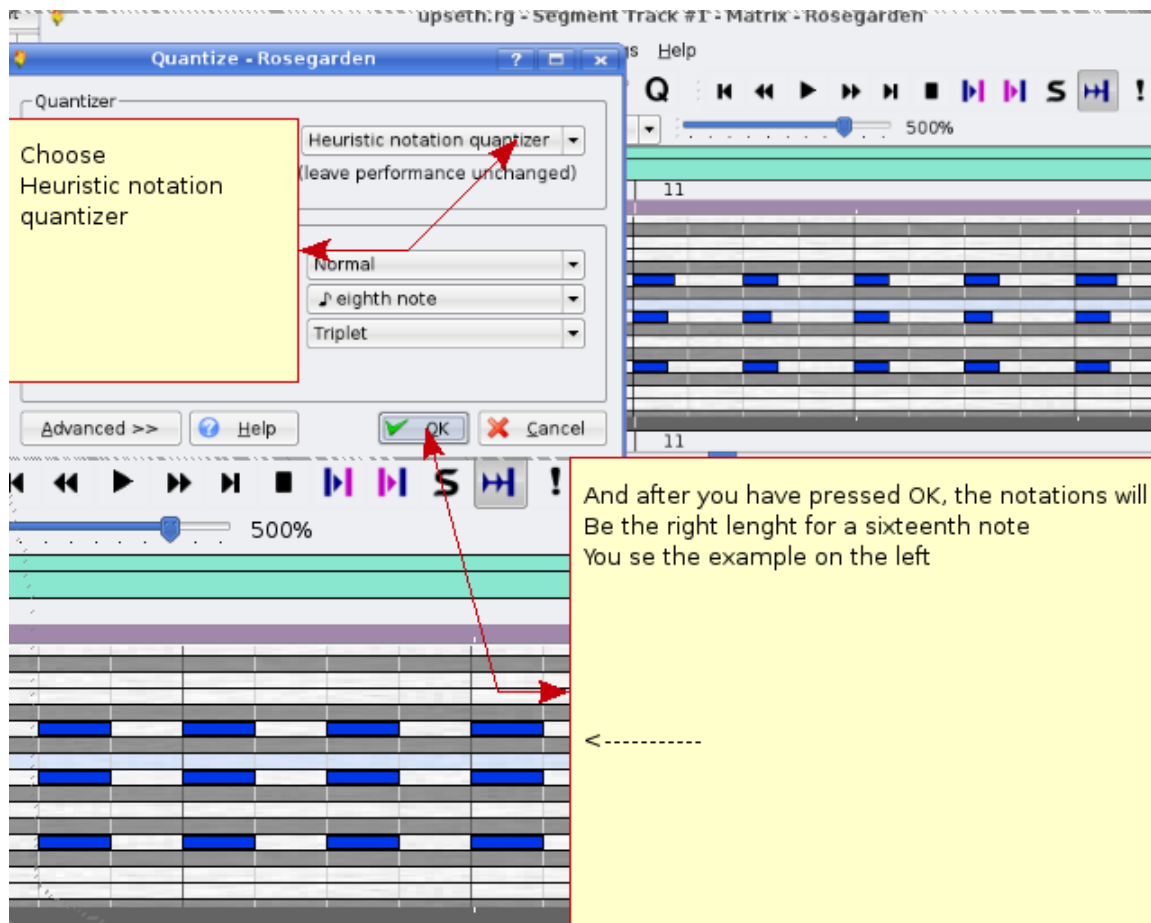 upseth.rg - Segment Track #1 - Matrix - Rosegarden
Help
Quantize - Rosegarden
Q
S
!
500%
Quantizer
Heuristic notation quantizer
(leave performance unchanged)
Choose
Heuristic notation
quantizer
11
Normal
eighth note
Triplet
Advanced >>
Help
OK
Cancel
11
S
!
500%
And after you have pressed OK, the notations will
Be the right lenght for a sixteenth note
You se the example on the left
<-----------